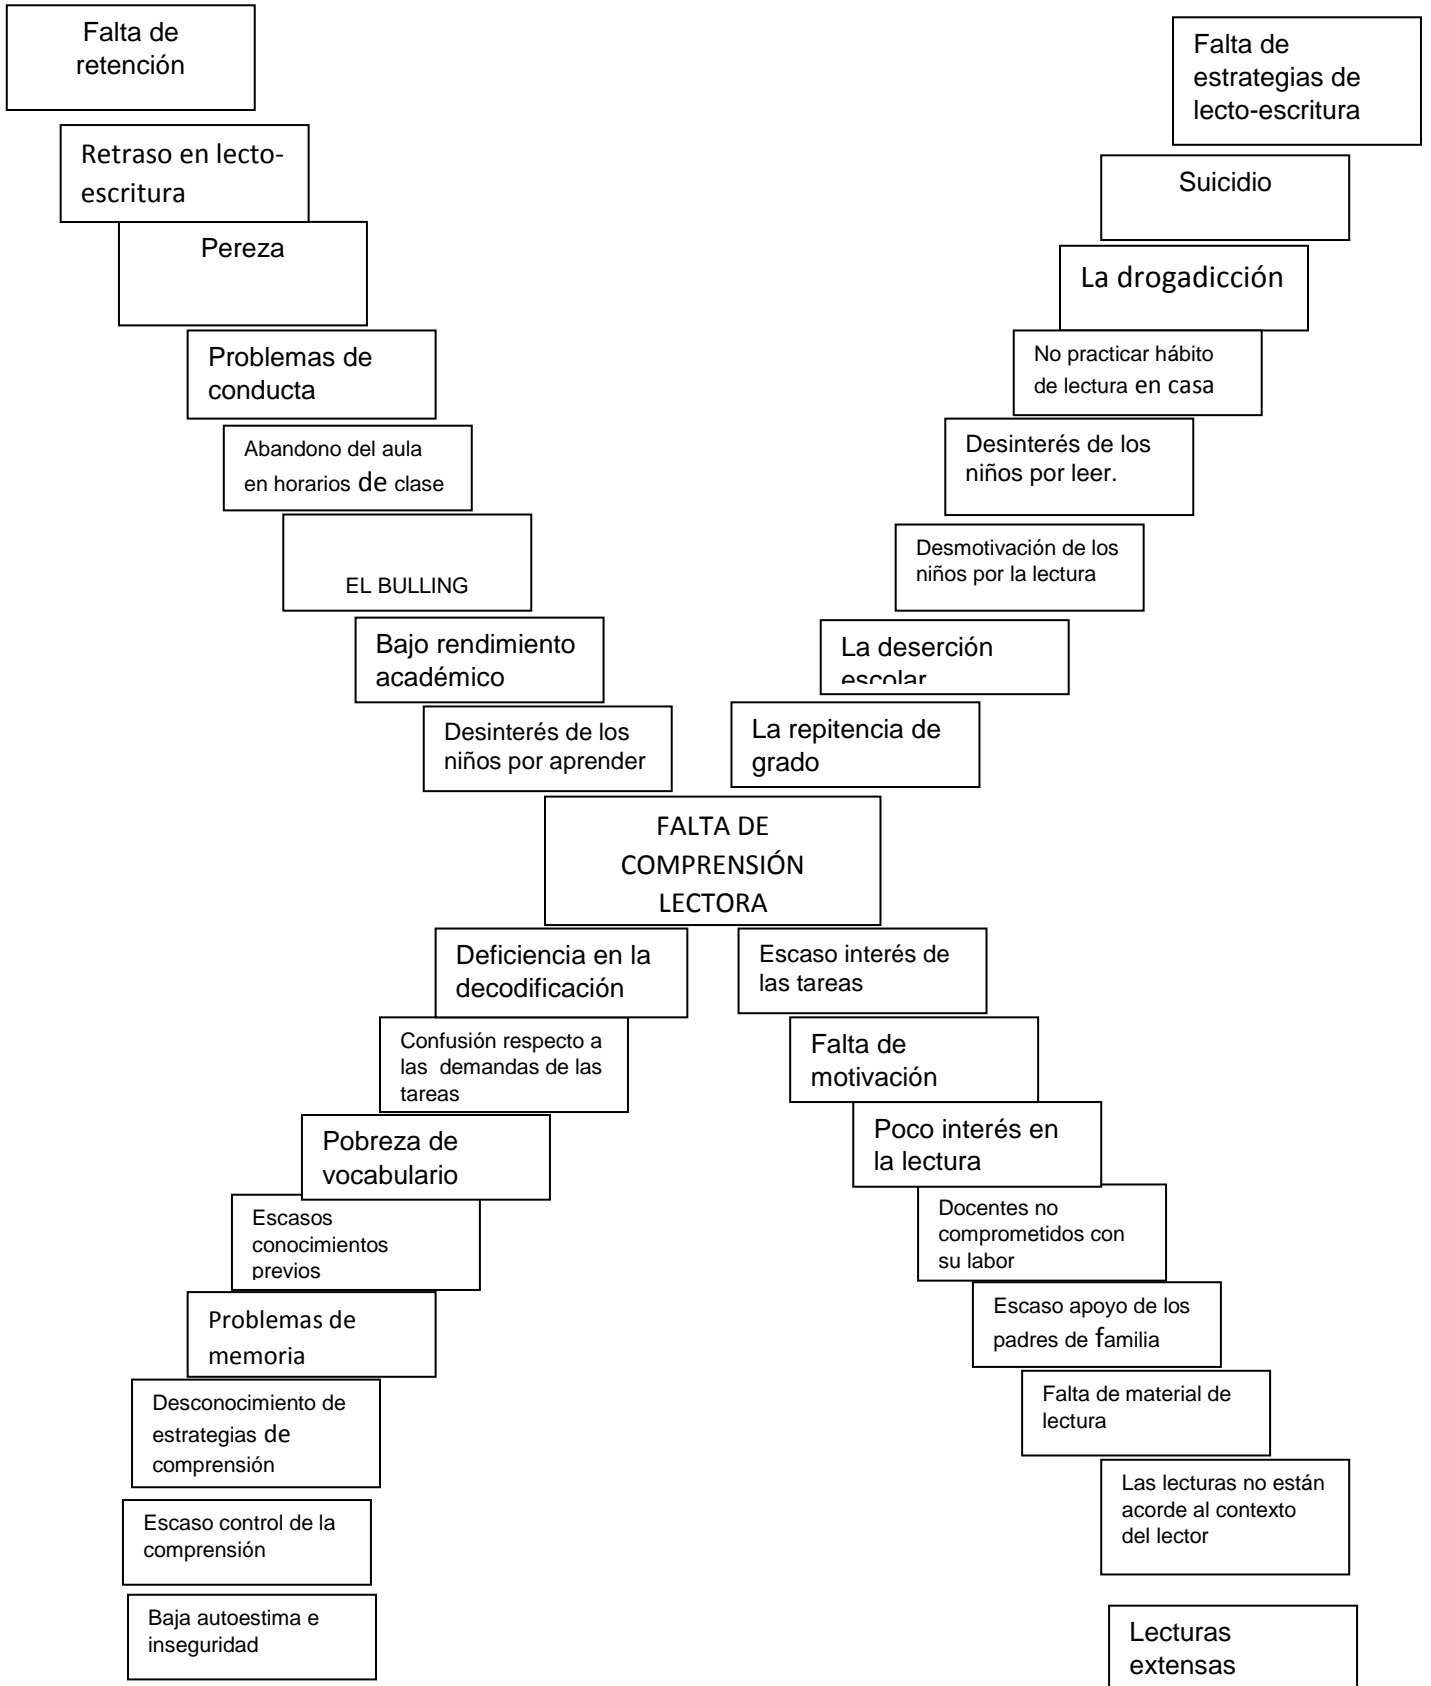 Falta de
retención
Falta de
estrategias de
lecto-escritura
Retraso en lecto-
escritura
Suicidio
Pereza
La drogadicción
Problemas de
conducta
No practicar hábito
de lectura en casa
Abandono del aula
en horarios de clase
Desinterés de los
niños por leer.
EL BULLING
Desmotivación de los
niños por la lectura
Bajo rendimiento
académico
La deserción
escolar
Desinterés de los
niños por aprender
La repitencia de
grado
FALTA DE
COMPRENSIÓN
LECTORA
Deficiencia en la
decodificación
Escaso interés de
las tareas
Confusión respecto a
las  demandas de las
tareas
Falta de
motivación
Pobreza de
vocabulario
Poco interés en
la lectura
Escasos
conocimientos
previos
Docentes no
comprometidos con
su labor
Problemas de
memoria
Escaso apoyo de los
padres de familia
Desconocimiento de
estrategias de
comprensión
Falta de material de
lectura
Escaso control de la
comprensión
Las lecturas no están
acorde al contexto
del lector
Baja autoestima e
inseguridad
Lecturas
extensas